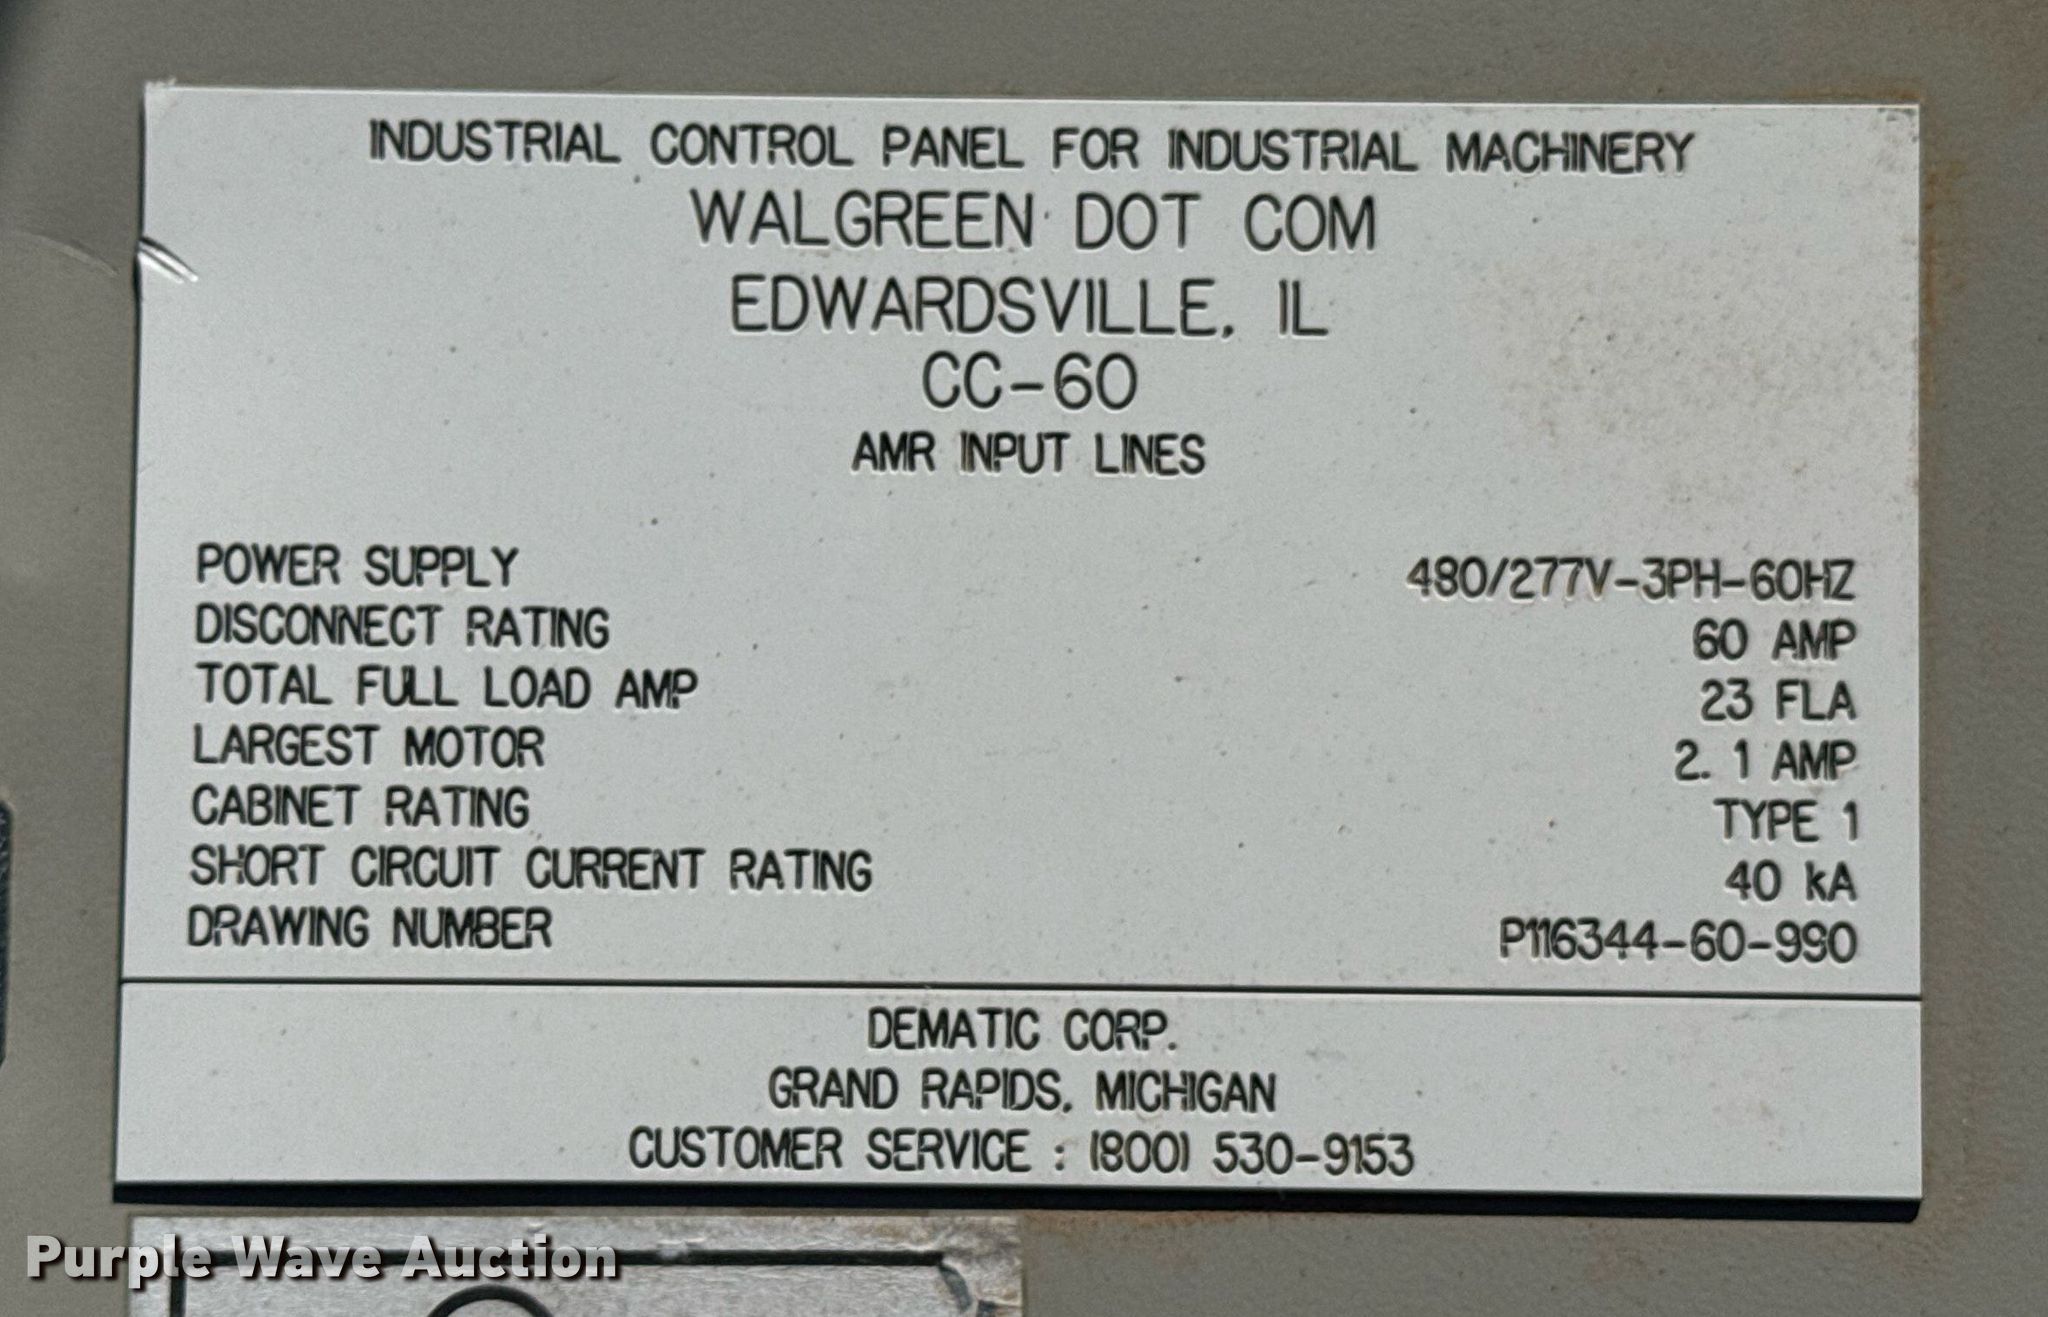 INDUSTRIAL CONTROL PANEL FOR INDUSTRIAL MACHINERY
WALGREEN DOT COM
EDWARDSVILLE, IL
CC-60
AMR INPUT LINES
POWER SUPPLY 480/277V-3PH-60HZ
DISCONNECT RATING 60 AMP
TOTAL FULL LOAD AMP 23 FLA
LARGEST MOTOR 2.1 AMP
CABINET RATING TYPE 1
SHORT CIRCUIT CURRENT RATING 40 kA
DRAWING NUMBER P116344-60-990
DEMATIC CORP.
GRAND RAPIDS, MICHIGAN
CUSTOMER SERVICE : (800) 530-9153
Purple Wave Auction